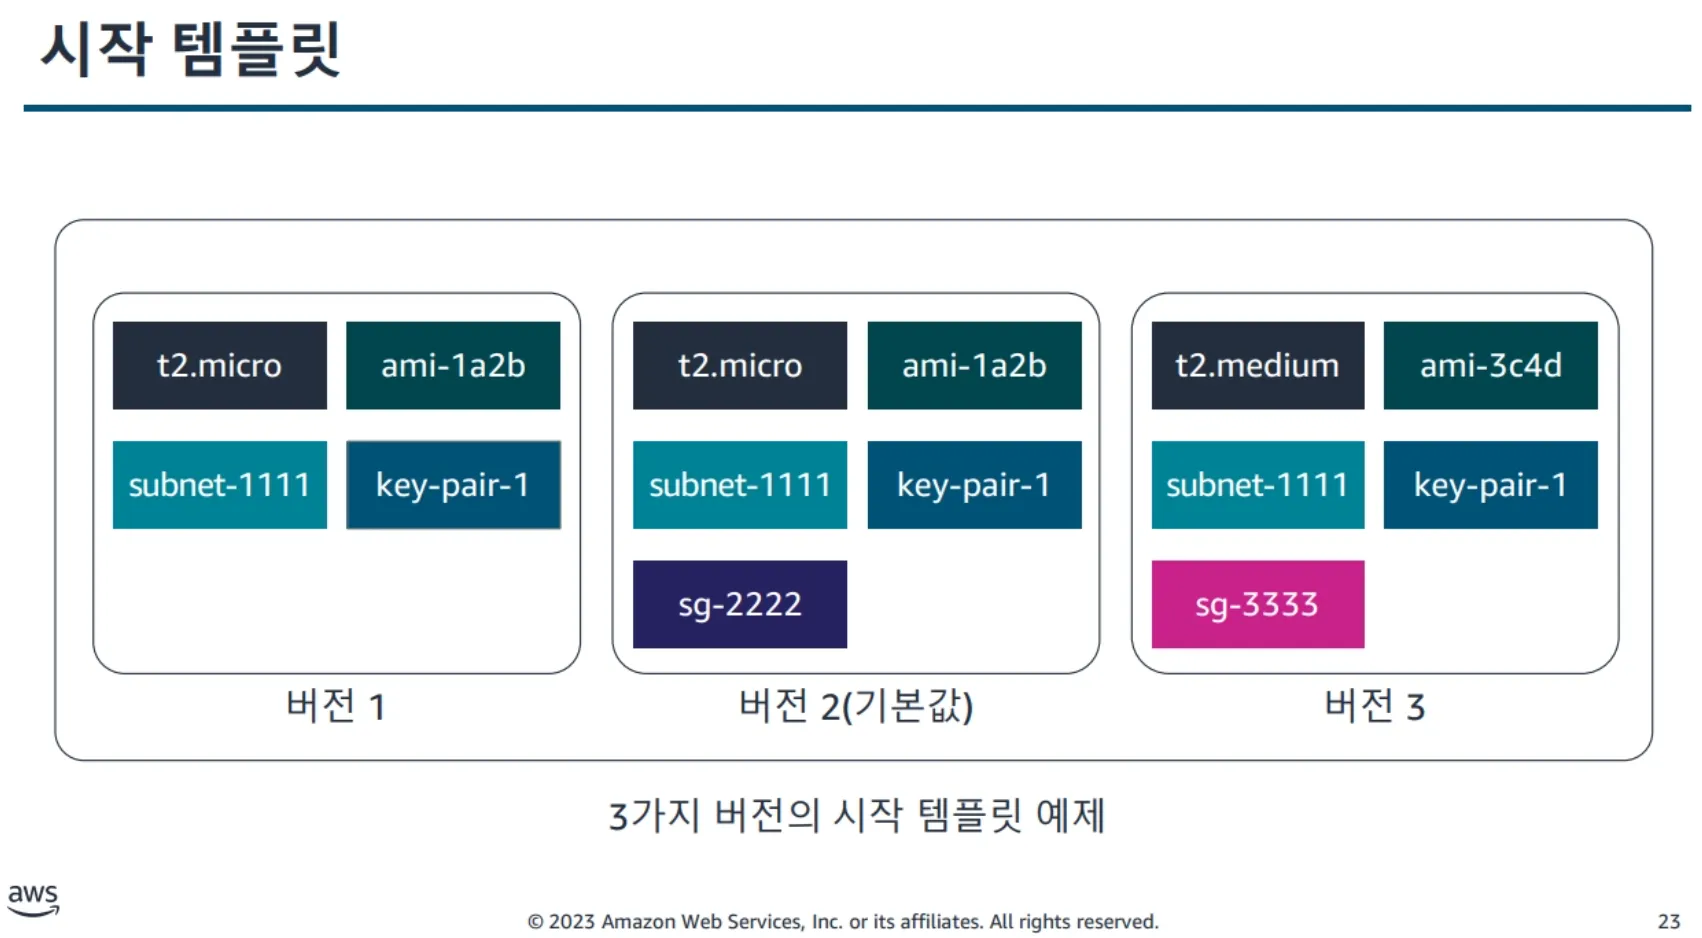 시작 템플릿
t2.micro ami-1a2b
subnet-1111 key-pair-1
버전 1
t2.micro ami-1a2b
subnet-1111 key-pair-1
sg-2222
버전 2(기본값)
t2.medium ami-3c4d
subnet-1111 key-pair-1
sg-3333
버전 3
3가지 버전의 시작 템플릿 예제
aws
© 2023 Amazon Web Services, Inc. or its affiliates. All rights reserved.
23